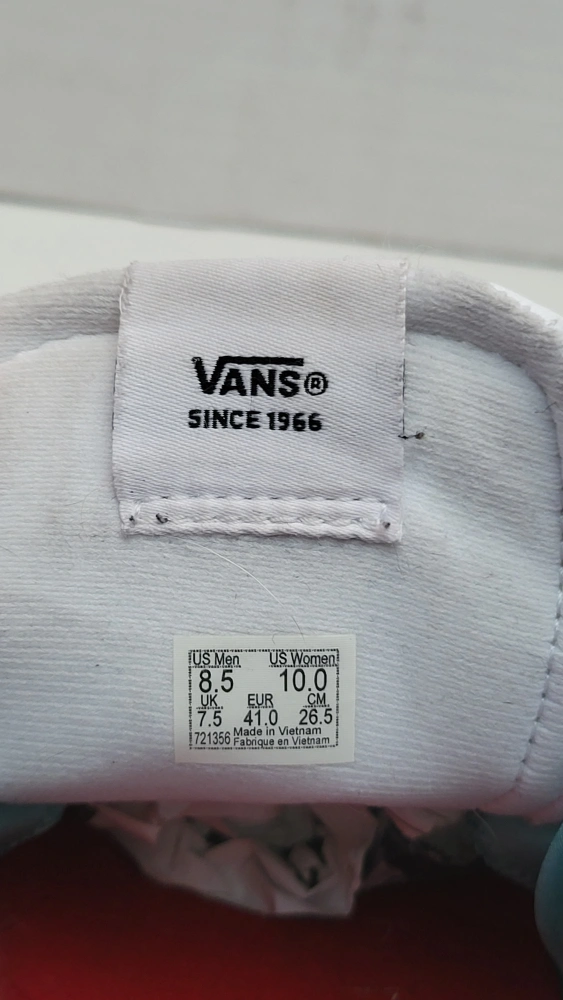 VANS®
SINCE 1966
US Men US Women
8.5 10.0
UK EUR CM
7.5 41.0 26.5
721356 Made in Vietnam
Fabrique en Vietnam